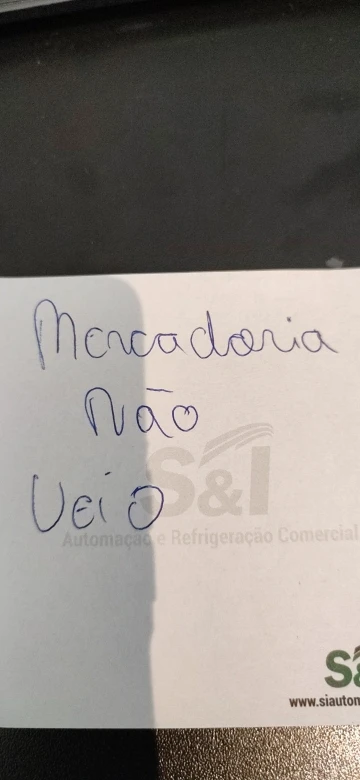 Mercadoria
Não
Veio
S&I
Automação e Refrigeração Comercial
S&
www.siautom